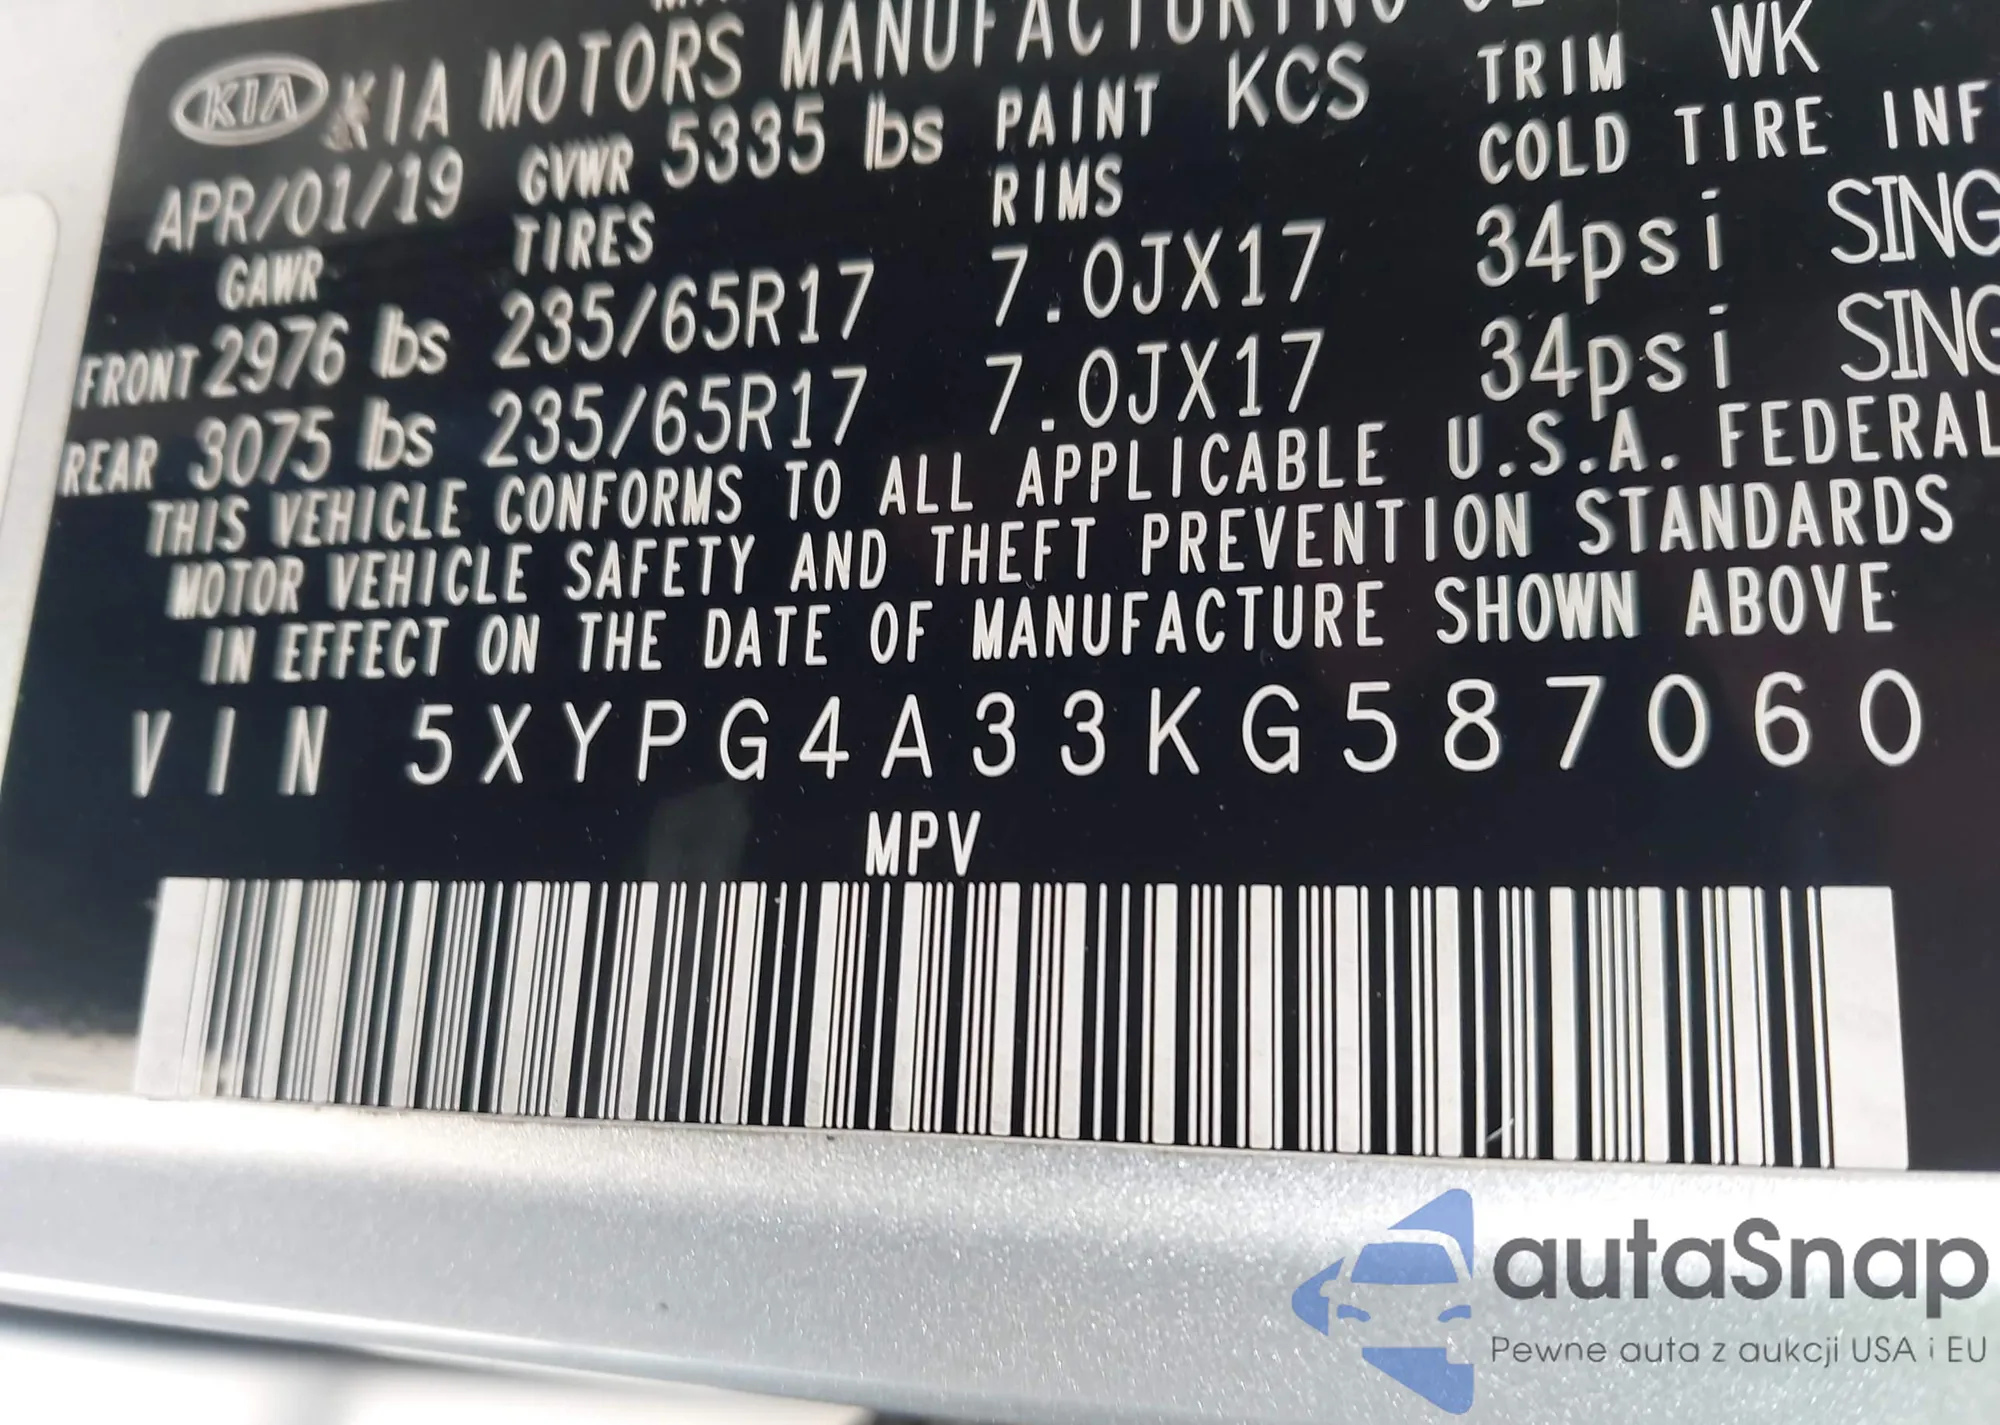 KIA KIA MOTORS MANUFACTURING
APR/01/19 GVWR 5335 lbs PAINT KCS TRIM WK
GAWR TIRES RIMS COLD TIRE INF
FRONT 2976 lbs 235/65R17 7.0JX17 34psi SING
REAR 3075 lbs 235/65R17 7.0JX17 34psi SING
THIS VEHICLE CONFORMS TO ALL APPLICABLE U.S.A. FEDERAL
MOTOR VEHICLE SAFETY AND THEFT PREVENTION STANDARDS
IN EFFECT ON THE DATE OF MANUFACTURE SHOWN ABOVE
VIN 5XYPG4A33KG587060
MPV
autaSnap
Pewne auta z aukcji USA i EU